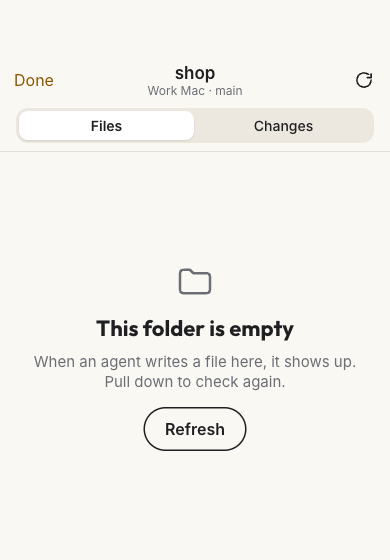 Done
shop
Work Mac · main
Files
Changes
This folder is empty
When an agent writes a file here, it shows up.
Pull down to check again.
Refresh